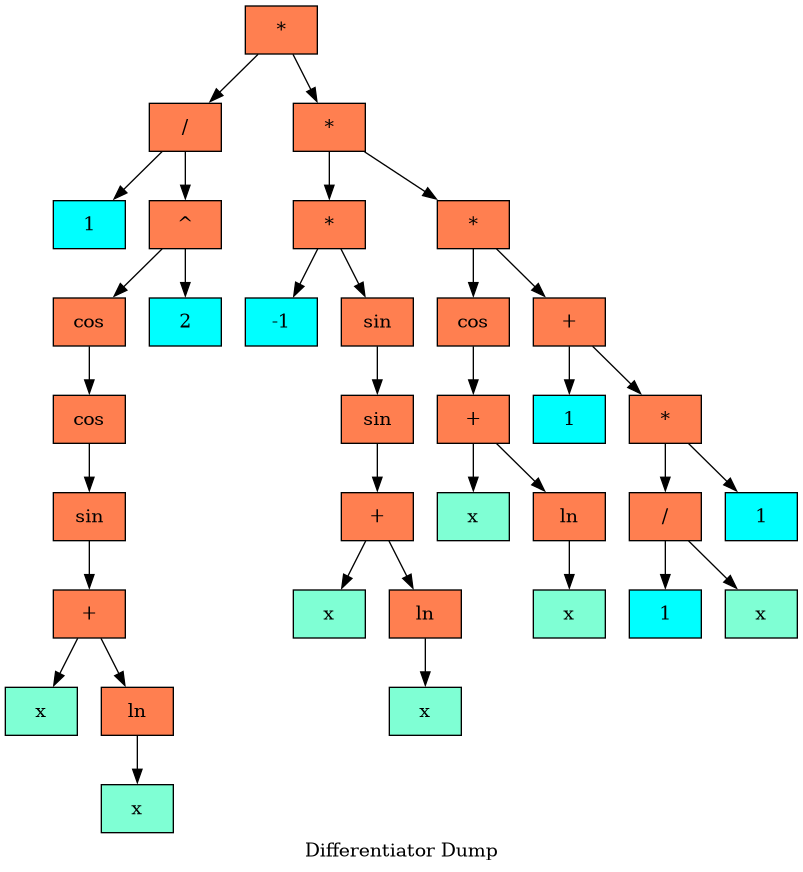 *
/ *
1 ^ * *
cos 2 -1 sin cos +
cos sin + 1 *
sin + x ln / 1
+ x ln x 1 x
x ln x
x
Differentiator Dump